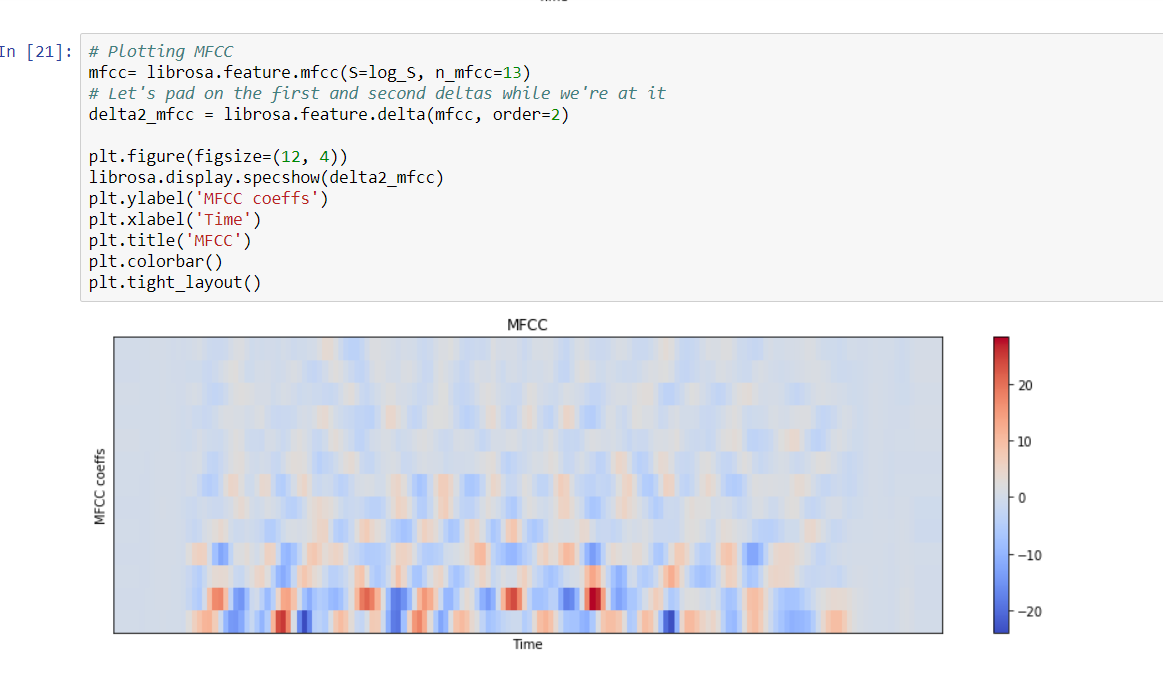 In [21]:
# Plotting MFCC
mfcc= librosa.feature.mfcc(S=log_S, n_mfcc=13)
# Let's pad on the first and second deltas while we're at it
delta2_mfcc = librosa.feature.delta(mfcc, order=2)
plt.figure(figsize=(12, 4))
librosa.display.specshow(delta2_mfcc)
plt.ylabel('MFCC coeffs')
plt.xlabel('Time')
plt.title('MFCC')
plt.colorbar()
plt.tight_layout()
MFCC
MFCC coeffs
Time
20
10
0
−10
−20